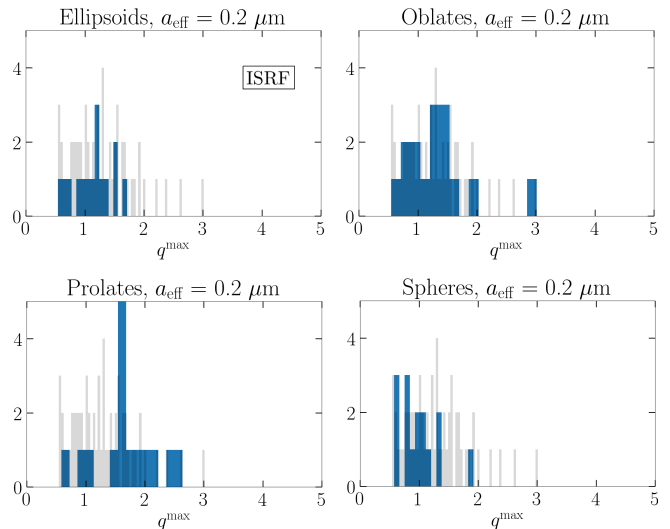 Ellipsoids, a_eff = 0.2 μm
ISRF
4
2
0
0 1 2 3 4 5
q^max
Oblates, a_eff = 0.2 μm
4
2
0
0 1 2 3 4 5
q^max
Prolates, a_eff = 0.2 μm
4
2
0
0 1 2 3 4 5
q^max
Spheres, a_eff = 0.2 μm
4
2
0
0 1 2 3 4 5
q^max